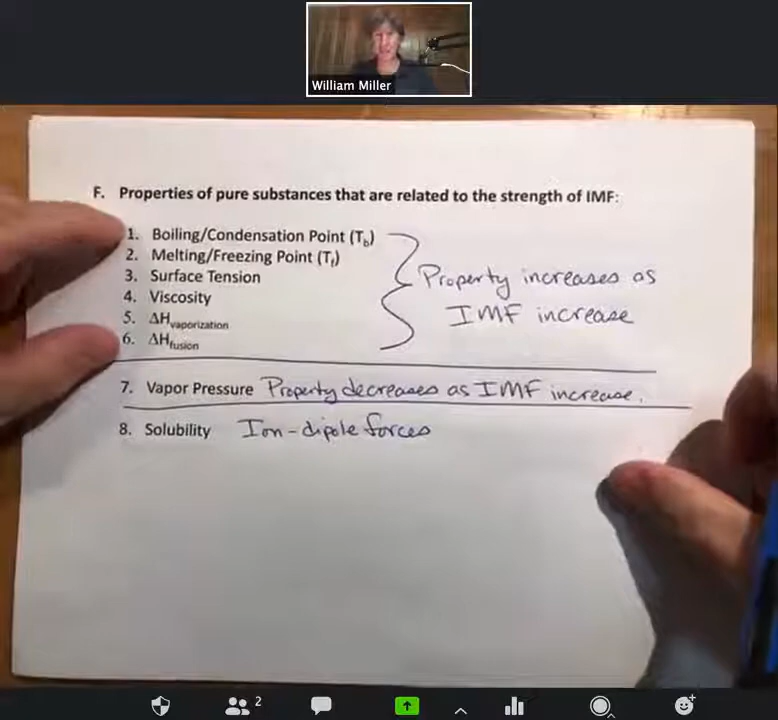 William Miller
F. Properties of pure substances that are related to the strength of IMF:
1. Boiling/Condensation Point (Tb)
2. Melting/Freezing Point (Tf)
3. Surface Tension
4. Viscosity
5. ΔHvaporization
6. ΔHfusion
Property increases as
IMF increase
7. Vapor Pressure Property decreases as IMF increase.
8. Solubility Ion-dipole forces
2